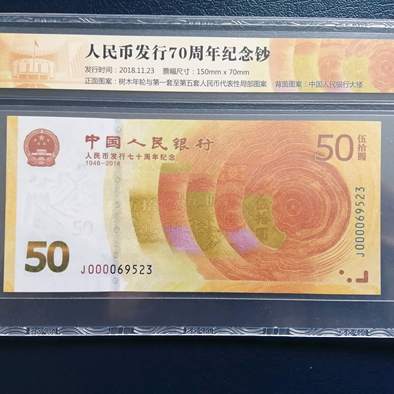 人民币发行70周年纪念钞
发行时间：2018.11.23 票幅尺寸：150mm x 70mm
正面图案：树木年轮与第一套至第五套人民币代表性局部图案 背面图案：中国人民银行大楼
中国人民银行
人民币发行七十周年纪念
1948-2018
50 伍拾圆
J000069523
50
J000069523